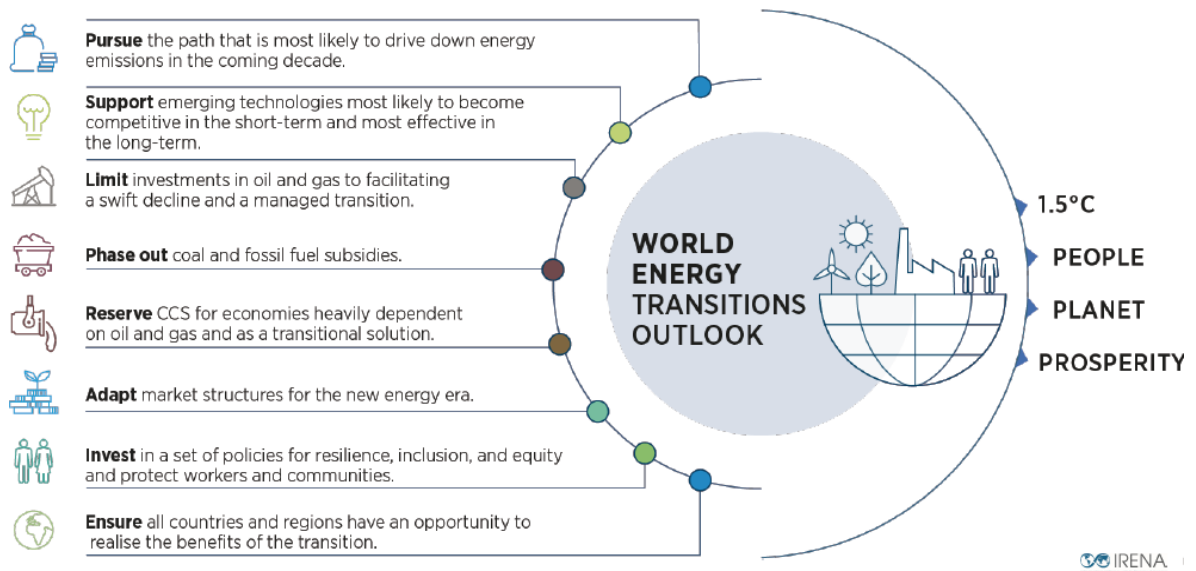 Pursue the path that is most likely to drive down energy
emissions in the coming decade.
Support emerging technologies most likely to become
competitive in the short-term and most effective in
the long-term.
Limit investments in oil and gas to facilitating
a swift decline and a managed transition.
Phase out coal and fossil fuel subsidies.
Reserve CCS for economies heavily dependent
on oil and gas and as a transitional solution.
Adapt market structures for the new energy era.
Invest in a set of policies for resilience, inclusion, and equity
and protect workers and communities.
Ensure all countries and regions have an opportunity to
realise the benefits of the transition.
WORLD
ENERGY
TRANSITIONS
OUTLOOK
1.5°C
PEOPLE
PLANET
PROSPERITY
IRENA